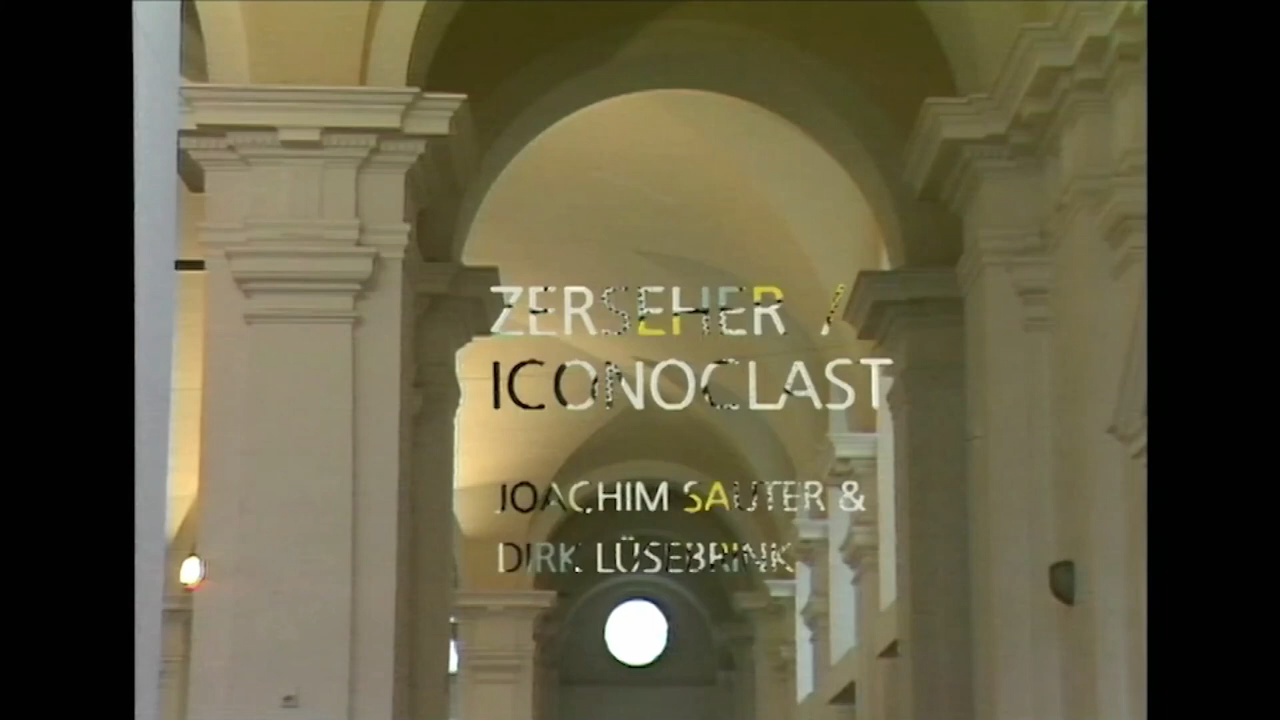 ZERSEHER /
ICONOCLAST
JOACHIM SAUTER &
DIRK LÜSEBRINK